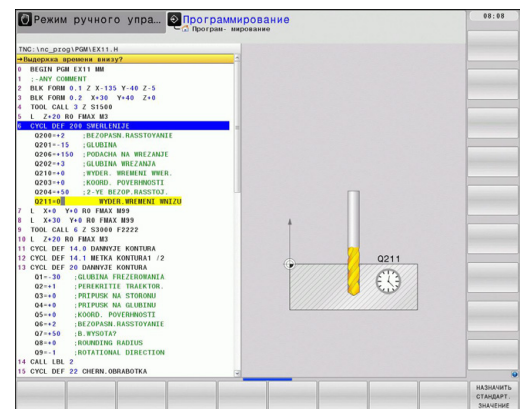 Режим ручного упра…
Программирование
Програм- мирование
08:08
TNC:\nc_prog\PGM\EX11.H
→Выдержка времени внизу?
0 BEGIN PGM EX11 MM
1 ;-ANY COMMENT
2 BLK FORM 0.1 Z X-135 Y-40 Z-5
3 BLK FORM 0.2 X+30 Y+40 Z+0
4 TOOL CALL 3 Z S1500
5 L Z+20 R0 FMAX M3
6 CYCL DEF 200 SWERLENIJE
Q200=+2 ;BEZOPASN.RASSTOYANIE
Q201=-15 ;GLUBINA
Q206=+150 ;PODACHA NA WREZANJE
Q202=+3 ;GLUBINA WREZANJA
Q210=+0 ;WYDER. WREMENI WWER.
Q203=+0 ;KOORD. POVERHNOSTI
Q204=+50 ;2-YE BEZOP.RASSTOJ.
Q211=0 WYDER.WREMENI WNIZU
7 L X+0 Y+0 R0 FMAX M99
8 L X+30 Y+0 R0 FMAX M99
9 TOOL CALL 6 Z S3000 F2222
10 L Z+20 R0 FMAX M3
11 CYCL DEF 14.0 DANNYJE KONTURA
12 CYCL DEF 14.1 METKA KONTURA1 /2
13 CYCL DEF 20 DANNYJE KONTURA
Q1=-30 ;GLUBINA FREZEROWANIA
Q2=+1 ;PEREKRITIE TRAEKTOR.
Q3=+0 ;PRIPUSK NA STORONU
Q4=+0 ;PRIPUSK NA GLUBINU
Q5=+0 ;KOORD. POVERHNOSTI
Q6=+2 ;BEZOPASN.RASSTOYANIE
Q7=+50 ;B.WYSOTA?
Q8=+0 ;ROUNDING RADIUS
Q9=-1 ;ROTATIONAL DIRECTION
14 CALL LBL 2
15 CYCL DEF 22 CHERN.OBRABOTKA
Q211
НАЗНАЧИТЬ
СТАНДАРТ.
ЗНАЧЕНИЕ